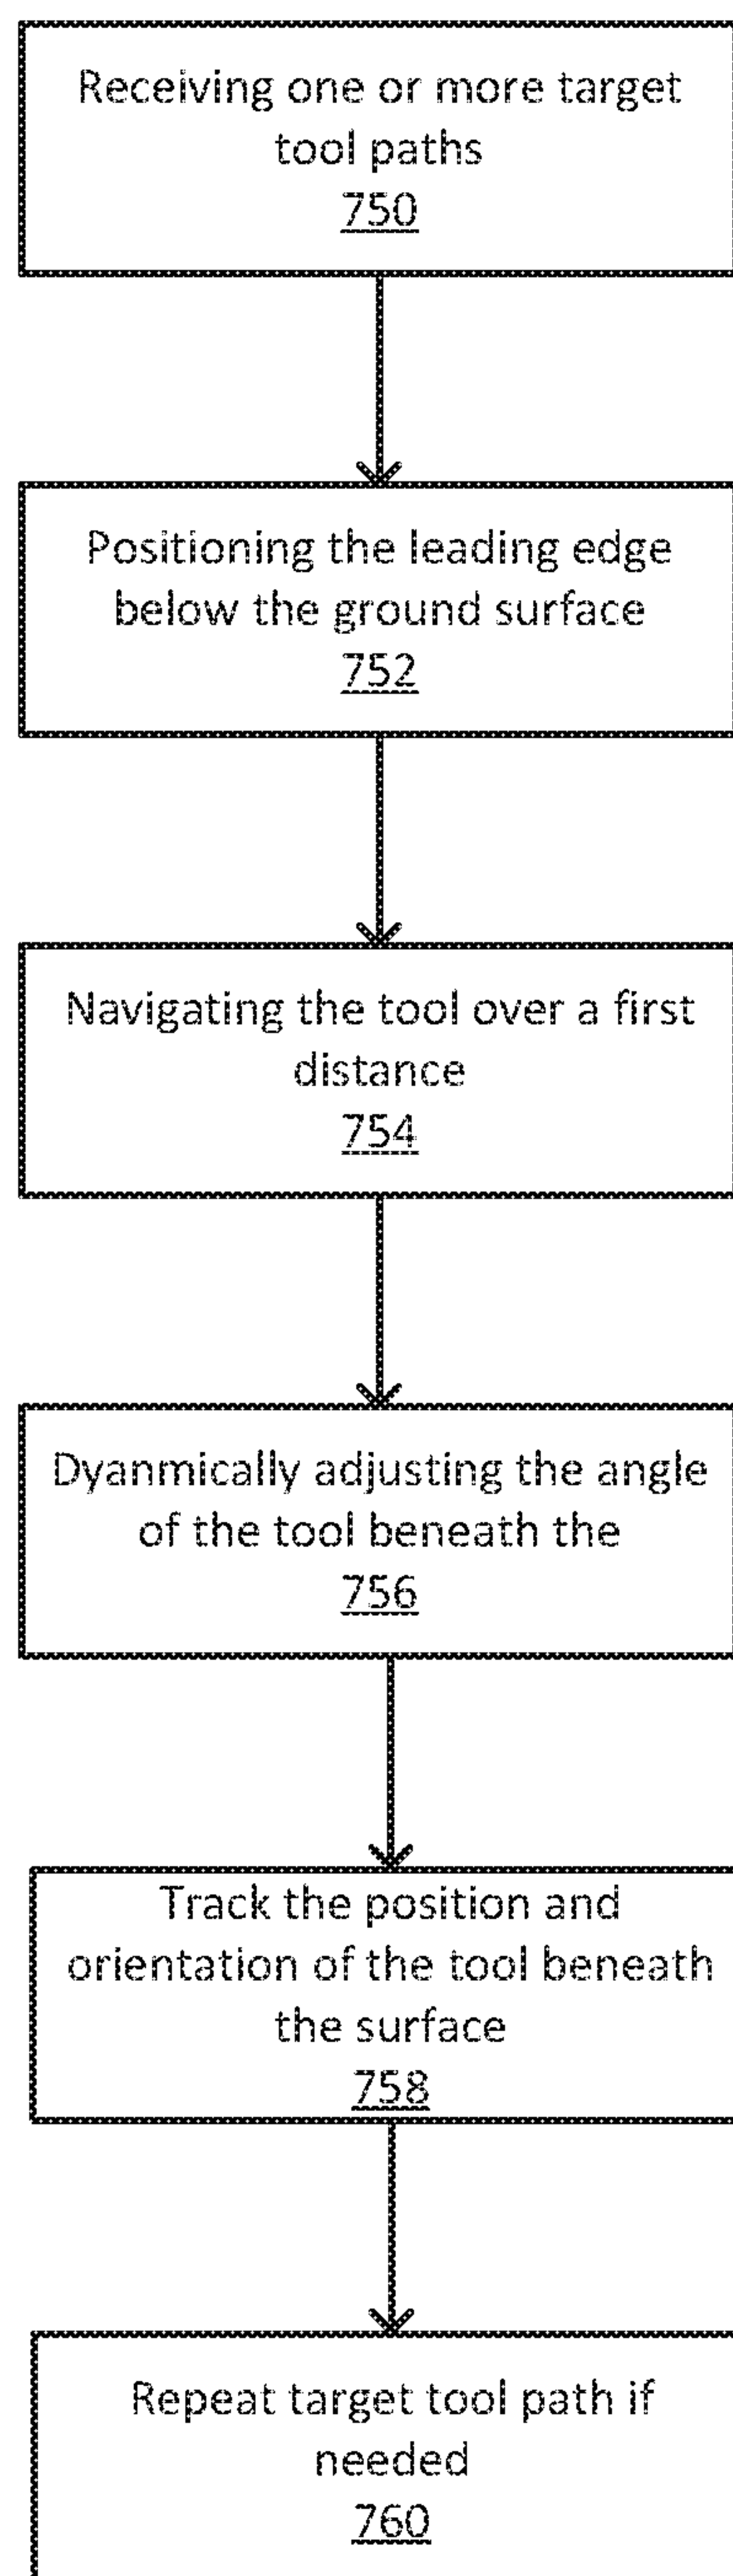 Receiving one or more target
tool paths
750
Positioning the leading edge
below the ground surface
752
Navigating the tool over a first
distance
754
Dyanmically adjusting the angle
of the tool beneath the
756
Track the position and
orientation of the tool beneath
the surface
758
Repeat target tool path if
needed
760